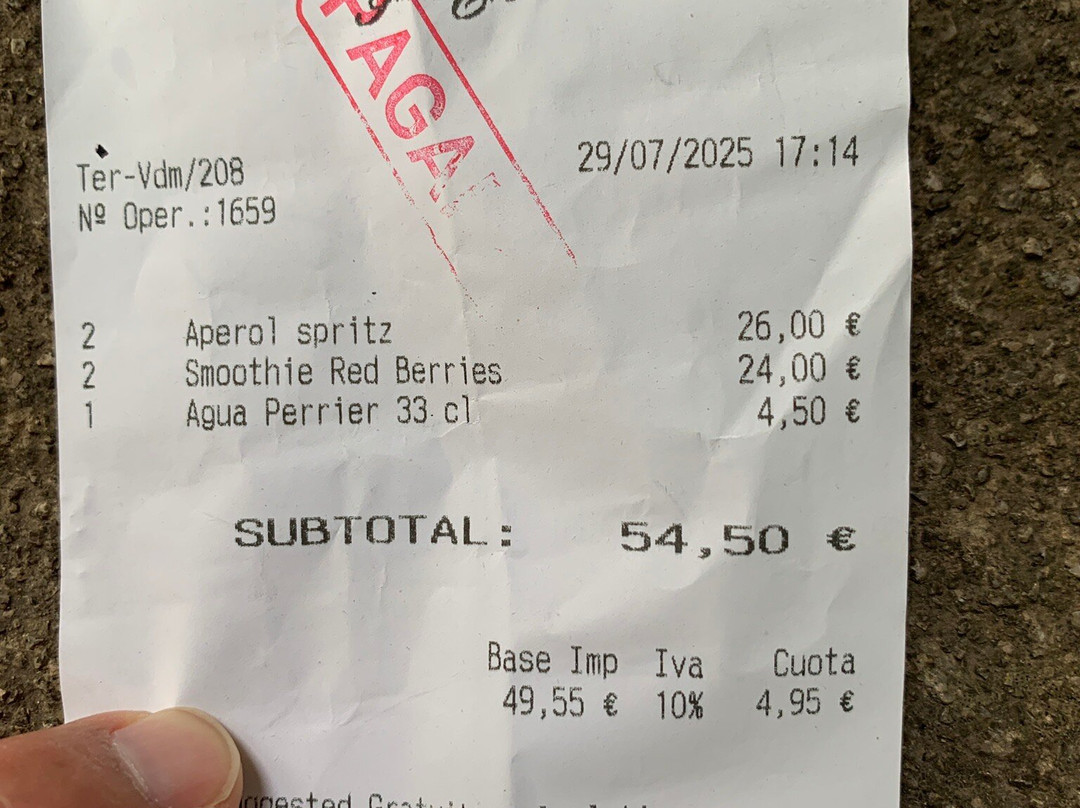 PAGA
Ter-Vdm/208
29/07/2025 17:14
Nº Oper.:1659
2 Aperol spritz 26,00 €
2 Smoothie Red Berries 24,00 €
1 Agua Perrier 33 cl 4,50 €
SUBTOTAL: 54,50 €
Base Imp Iva Cuota
49,55 € 10% 4,95 €